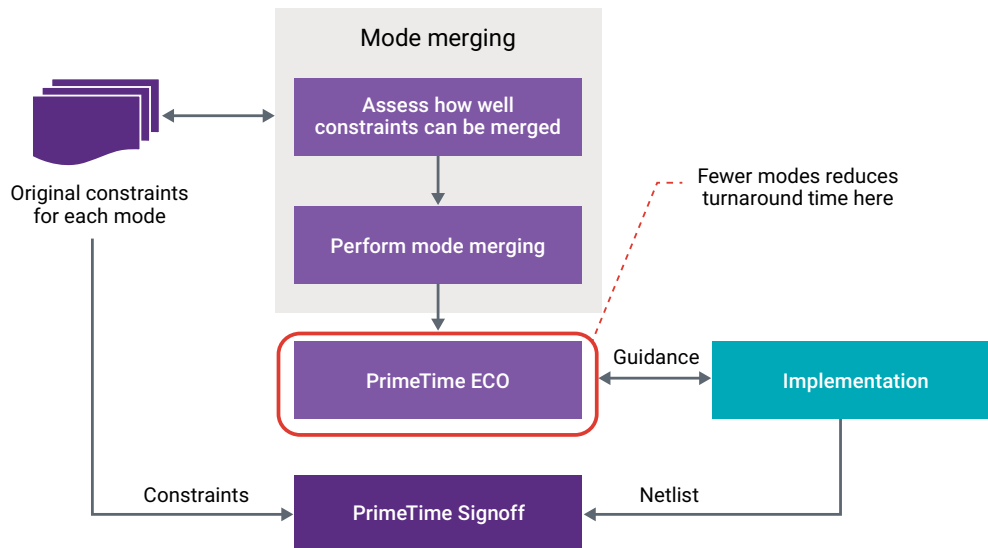 Mode merging
Assess how well
constraints can be merged
Original constraints
for each mode
Fewer modes reduces
turnaround time here
Perform mode merging
PrimeTime ECO
Guidance
Implementation
Constraints
PrimeTime Signoff
Netlist